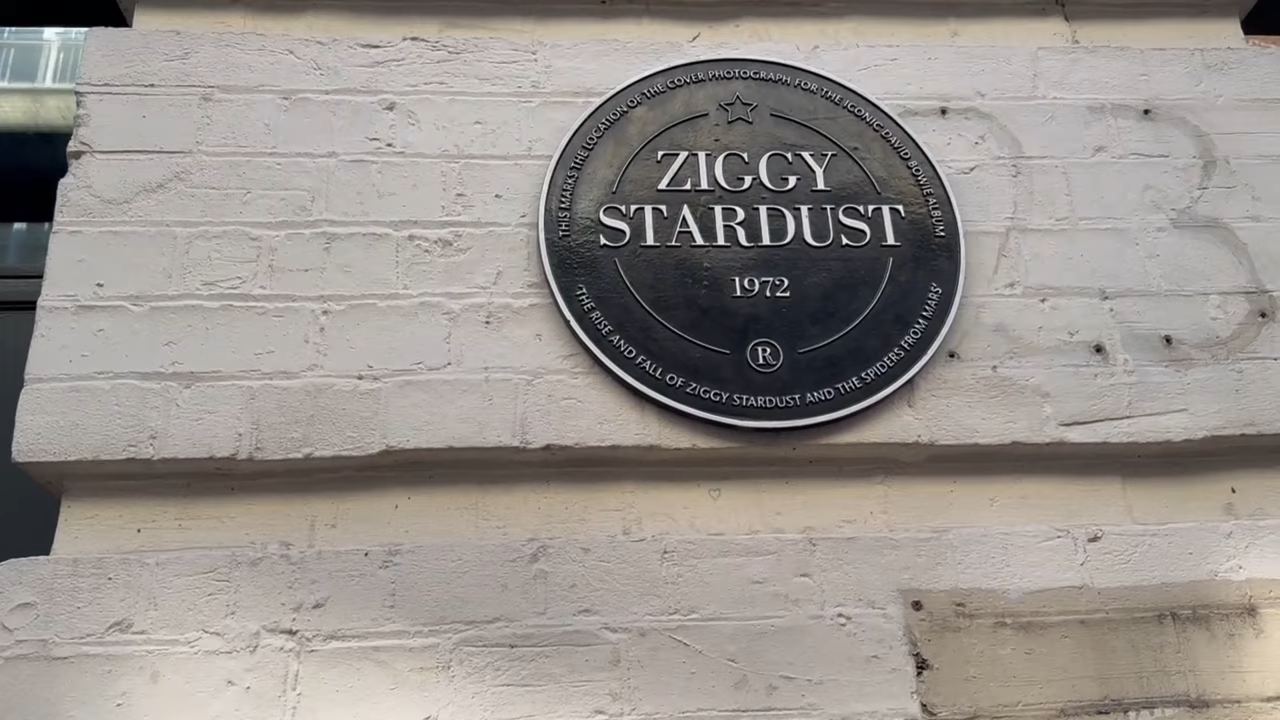 THIS MARKS THE LOCATION OF THE COVER PHOTOGRAPH FOR THE ICONIC DAVID BOWIE ALBUM
ZIGGY
STARDUST
1972
R
'THE RISE AND FALL OF ZIGGY STARDUST AND THE SPIDERS FROM MARS'
23